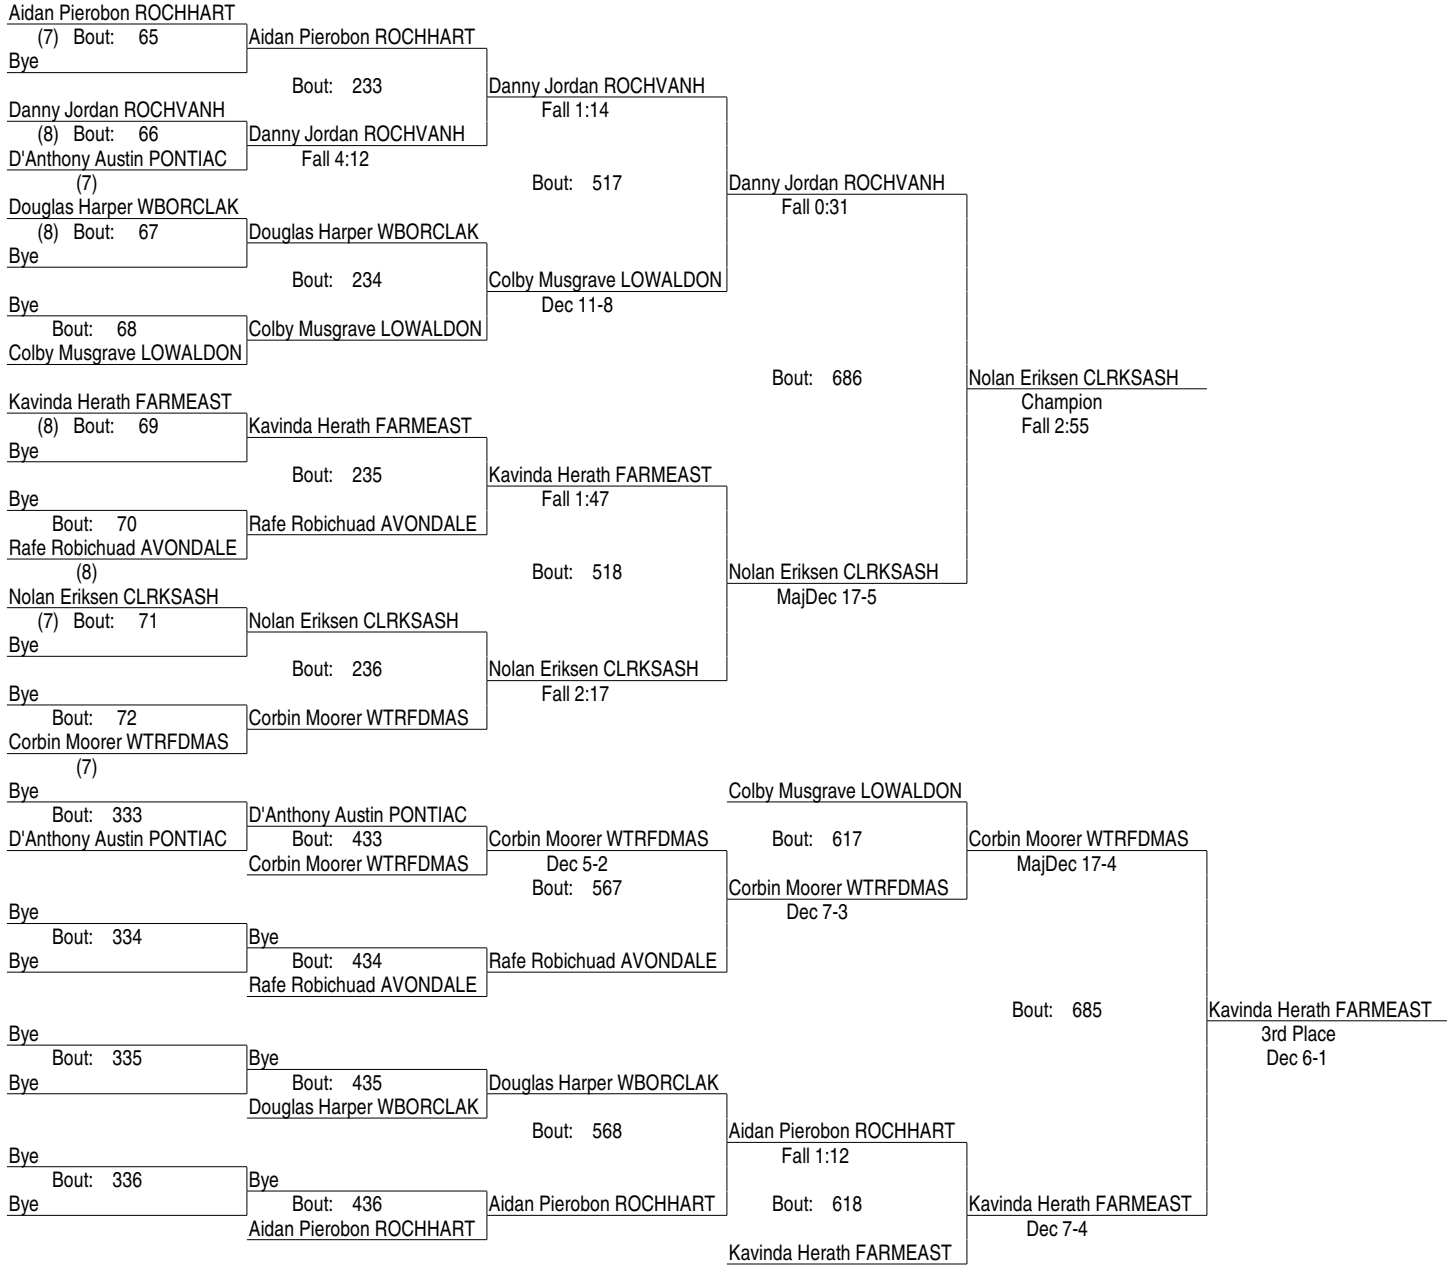 Aidan Pierobon ROCHHART
(7) Bout: 65
Aidan Pierobon ROCHHART
Bye
Bout: 233
Danny Jordan ROCHVANH
Fall 1:14
Danny Jordan ROCHVANH
(8) Bout: 66
Danny Jordan ROCHVANH
D'Anthony Austin PONTIAC
Fall 4:12
(7)
Bout: 517
Danny Jordan ROCHVANH
Fall 0:31
Douglas Harper WBORCLAK
(8) Bout: 67
Douglas Harper WBORCLAK
Bye
Bout: 234
Colby Musgrave LOWALDON
Dec 11-8
Bye
Bout: 68
Colby Musgrave LOWALDON
Colby Musgrave LOWALDON
Bout: 686
Nolan Eriksen CLRKSASH
Champion
Fall 2:55
Kavinda Herath FARMEAST
(8) Bout: 69
Kavinda Herath FARMEAST
Bye
Bout: 235
Kavinda Herath FARMEAST
Fall 1:47
Bye
Bout: 70
Rafe Robichuad AVONDALE
Rafe Robichuad AVONDALE
(8)
Bout: 518
Nolan Eriksen CLRKSASH
MajDec 17-5
Nolan Eriksen CLRKSASH
(7) Bout: 71
Nolan Eriksen CLRKSASH
Bye
Bout: 236
Nolan Eriksen CLRKSASH
Fall 2:17
Bye
Bout: 72
Corbin Moorer WTRFDMAS
Corbin Moorer WTRFDMAS
(7)
Bye
Colby Musgrave LOWALDON
Bout: 333
D'Anthony Austin PONTIAC
D'Anthony Austin PONTIAC
Bout: 433
Corbin Moorer WTRFDMAS
Bout: 617
Corbin Moorer WTRFDMAS
Corbin Moorer WTRFDMAS
Dec 5-2
MajDec 17-4
Bout: 567
Corbin Moorer WTRFDMAS
Dec 7-3
Bye
Bout: 334
Bye
Bye
Bout: 434
Rafe Robichuad AVONDALE
Rafe Robichuad AVONDALE
Bout: 685
Kavinda Herath FARMEAST
3rd Place
Dec 6-1
Bye
Bout: 335
Bye
Bye
Bout: 435
Douglas Harper WBORCLAK
Douglas Harper WBORCLAK
Bout: 568
Aidan Pierobon ROCHHART
Fall 1:12
Bye
Bout: 336
Bye
Bye
Bout: 436
Aidan Pierobon ROCHHART
Bout: 618
Kavinda Herath FARMEAST
Aidan Pierobon ROCHHART
Dec 7-4
Kavinda Herath FARMEAST